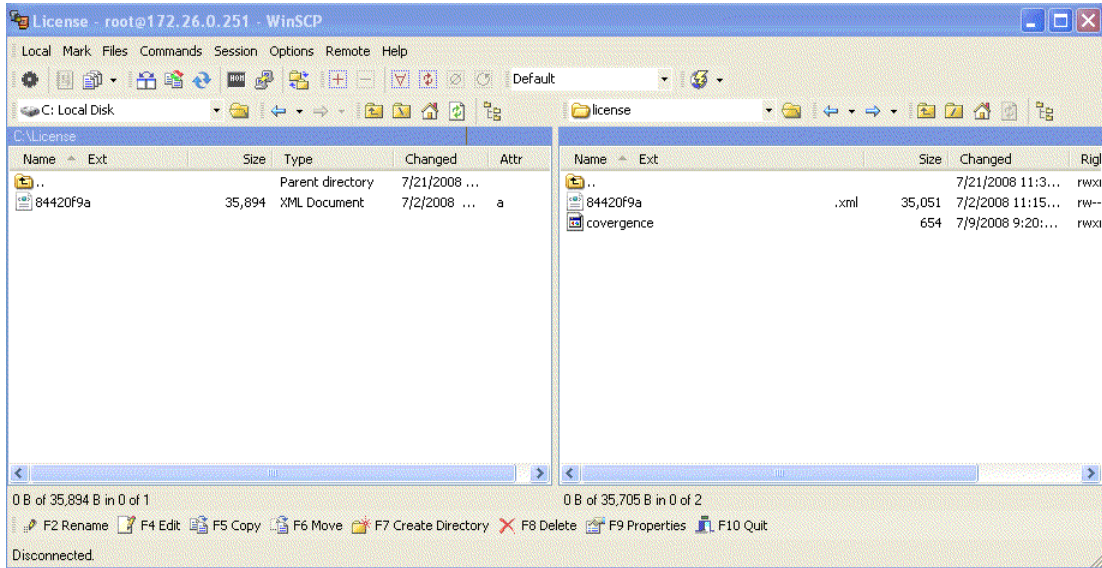 License - root@172.26.0.251 - WinSCP
Local Mark Files Commands Session Options Remote Help
Default
C: Local Disk license
C:\License
Name Ext Size Type Changed Attr Name Ext Size Changed Rigl
.. Parent directory 7/21/2008 ... .. 7/21/2008 11:3... rwxr
84420f9a 35,894 XML Document 7/2/2008 ... a 84420f9a .xml 35,051 7/2/2008 11:15... rw--
covergence 654 7/9/2008 9:20:... rwxr
0 B of 35,894 B in 0 of 1 0 B of 35,705 B in 0 of 2
F2 Rename F4 Edit F5 Copy F6 Move F7 Create Directory F8 Delete F9 Properties F10 Quit
Disconnected.